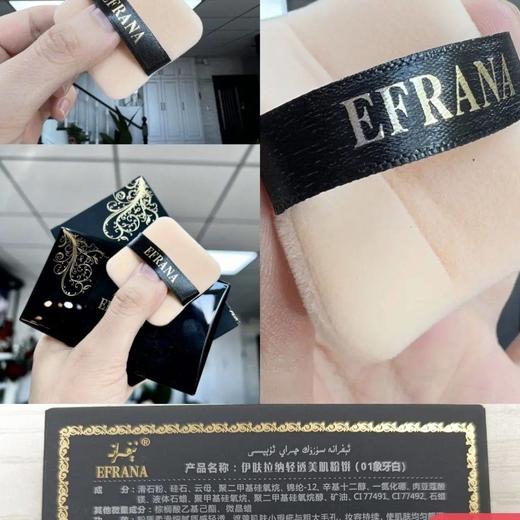 EFRANA
EFRANA
EFRANA
EF
ئېفرانە سۈزۈك چىراي ئۇپىسى
EFRANA
产品名称：伊肤拉纳轻透美肌粉饼（01象牙白）
成分：滑石粉、硅石、云母、聚二甲基硅氧烷、锦纶-12、辛基十二醇、一氮化硼、肉豆蔻酸
镁、液体石蜡、聚甲基硅氧烷、聚二甲基硅氧烷醇、矿油、CI 77491、CI 77492、石蜡
其他微量成分：棕榈酸乙基己酯、微晶蜡